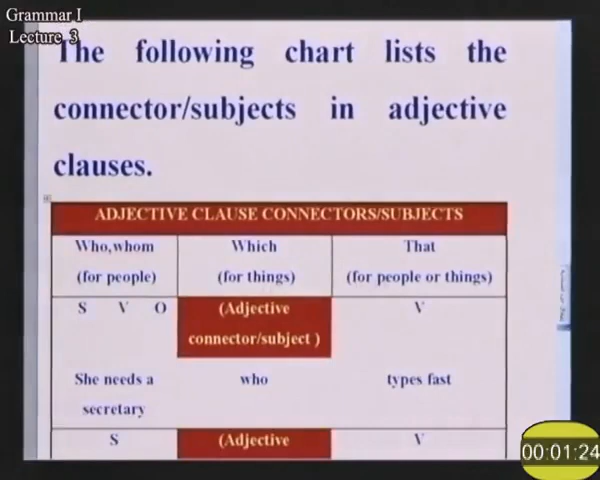 Grammar I
Lecture 3
The following chart lists the
connector/subjects in adjective
clauses.
ADJECTIVE CLAUSE CONNECTORS/SUBJECTS
Who,whom Which That
(for people) (for things) (for people or things)
S V O (Adjective V
connector/subject )
She needs a who types fast
secretary
S (Adjective V
00:01:24